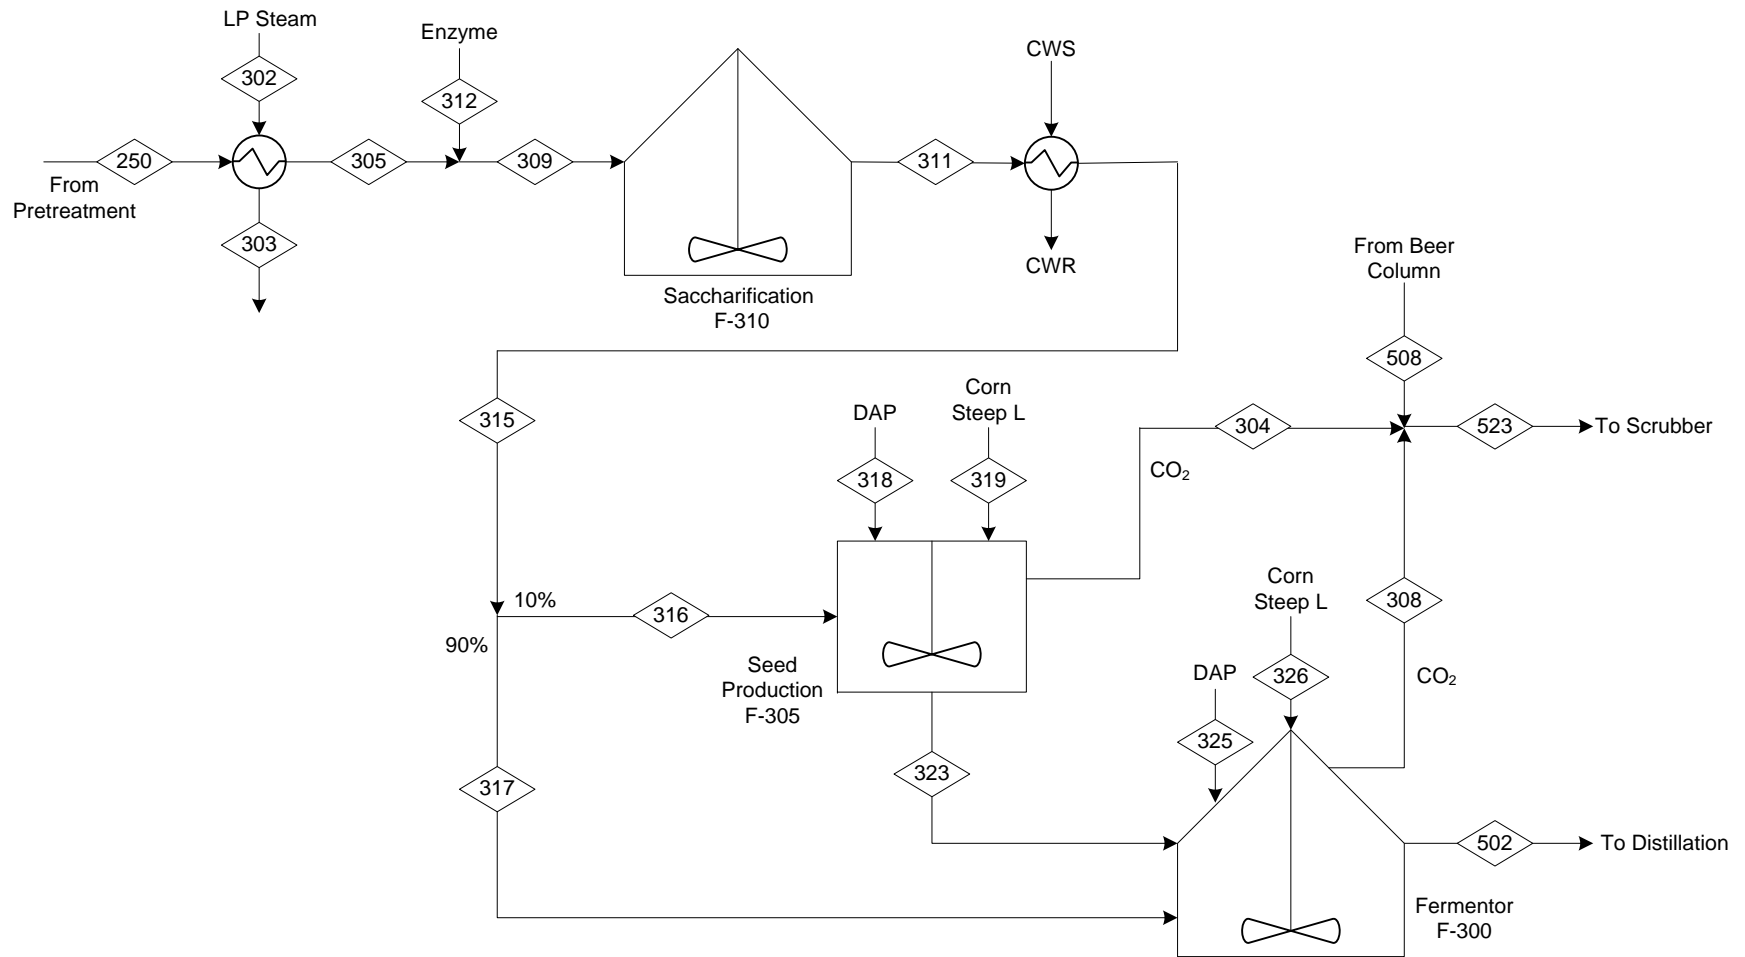 LP Steam
302
Enzyme
312
CWS
250
305
309
311
From
Pretreatment
303
CWR
Saccharification
F-310
From Beer
Column
508
315
DAP
318
Corn
Steep L
319
304
523
To Scrubber
CO₂
10%
316
90%
Seed
Production
F-305
Corn
Steep L
326
308
CO₂
DAP
325
317
323
502
To Distillation
Fermentor
F-300